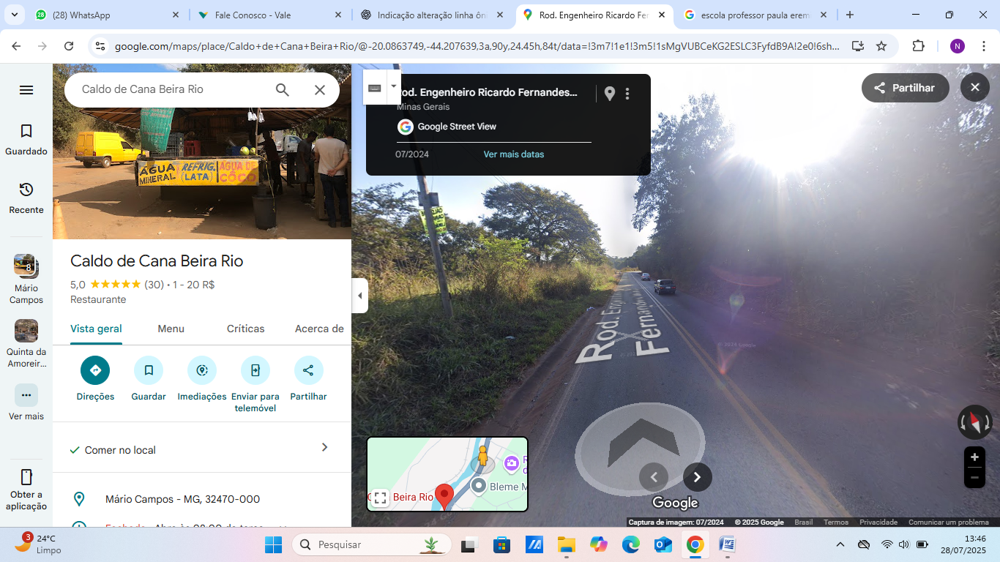 (28) WhatsApp
Fale Conosco - Vale
Indicação alteração linha ôni
Rod. Engenheiro Ricardo Fer
escola professor paula erem
google.com/maps/place/Caldo+de+Cana+Beira+Rio/@-20.0863749,-44.207639,3a,90y,24.45h,84t/data=!3m7!1e1!3m5!1sMgVUBCeKG2ESLC3FyfdB9A!2e0!6sh...
Guardado
Recente
8
Mário
Campos
Quinta da
Amoreir...
Ver mais
Obter a
aplicação
Caldo de Cana Beira Rio
ÁGUA
MINERAL
REFRIG.
(LATA)
ÁGUA DE
CÔCO
Caldo de Cana Beira Rio
5,0 (30) · 1 - 20 R$
Restaurante
Vista geral
Menu
Críticas
Acerca de
Direções
Guardar
Imediações
Enviar para
telemóvel
Partilhar
Comer no local
Mário Campos - MG, 32470-000
Rod. Engenheiro Ricardo Fernandes...
Minas Gerais
Google Street View
07/2024
Ver mais datas
Partilhar
Rod. Eng
Fernan
© 2024 Google
Beira Rio
Bleme M
Google
Captura de imagem: 07/2024
© 2025 Google
Brasil
Termos
Privacidade
Comunicar um problema
3
24°C
Limpo
Pesquisar
13:46
28/07/2025